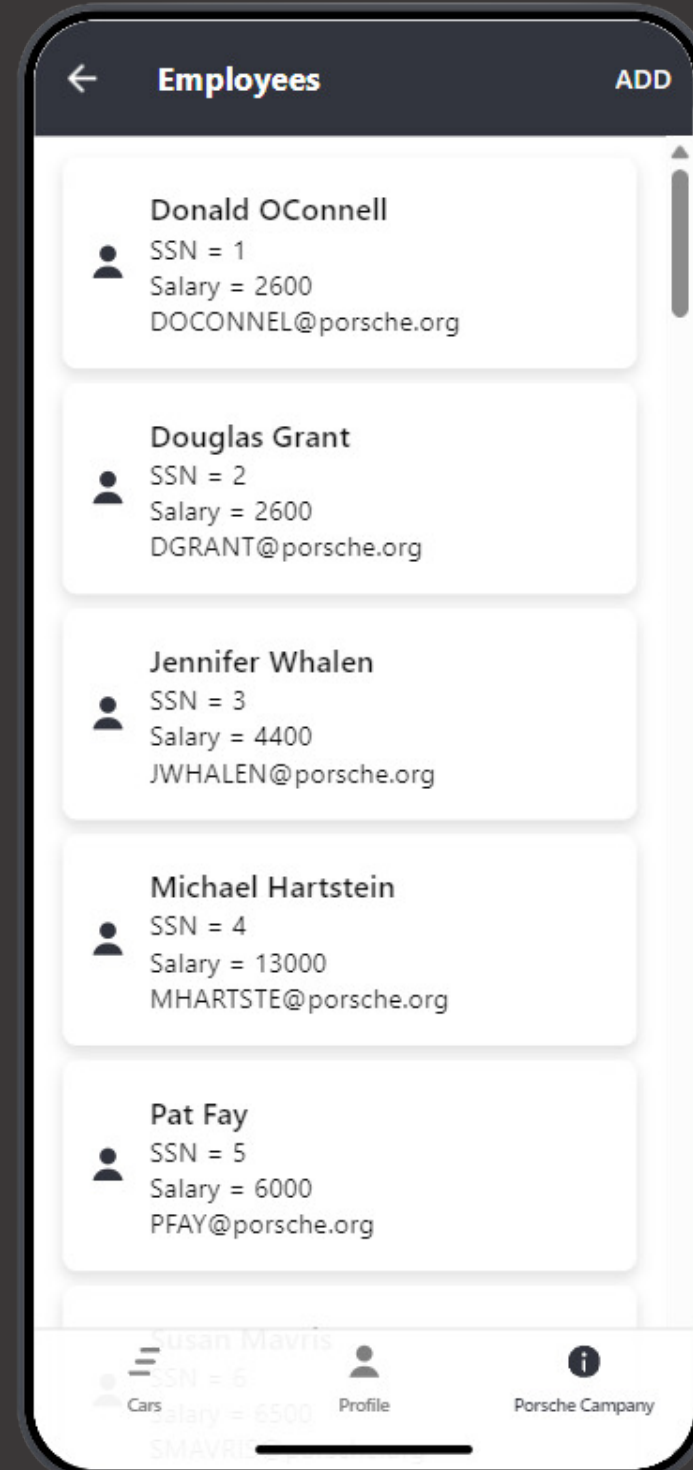 Employees
ADD
Donald OConnell
SSN = 1
Salary = 2600
DOCONNEL@porsche.org
Douglas Grant
SSN = 2
Salary = 2600
DGRANT@porsche.org
Jennifer Whalen
SSN = 3
Salary = 4400
JWHALEN@porsche.org
Michael Hartstein
SSN = 4
Salary = 13000
MHARTSTE@porsche.org
Pat Fay
SSN = 5
Salary = 6000
PFAY@porsche.org
Susan Mavris
SSN = 6
Salary = 6500
Cars
Profile
Porsche Campany